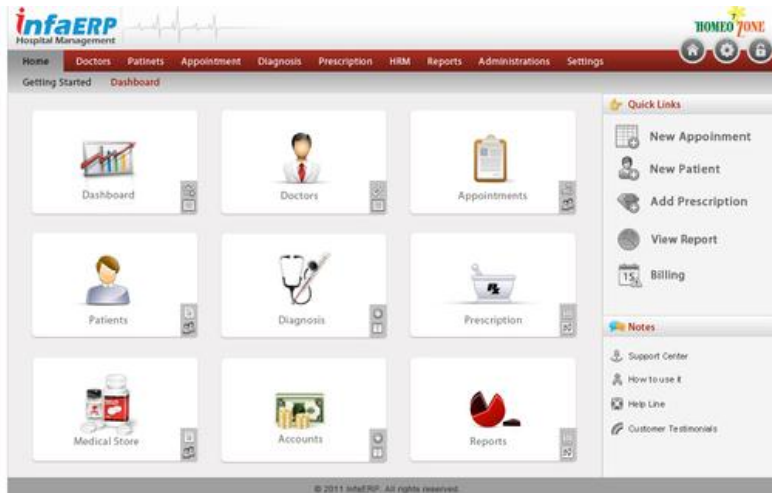 infaERP
Hospital Management
HOMEO ZONE
Home Doctors Patinets Appointment Diagnosis Prescription HRM Reports Administrations Settings
Getting Started Dashboard
Quick Links
Dashboard Doctors Appointments
New Appoinment
New Patient
Add Prescription
View Report
15 Billing
Patients Diagnosis Prescription
Notes
Support Center
How to use it
Help Line
Customer Testimonials
Medical Store Accounts Reports
© 2011 InfaERP. All rights reserved.